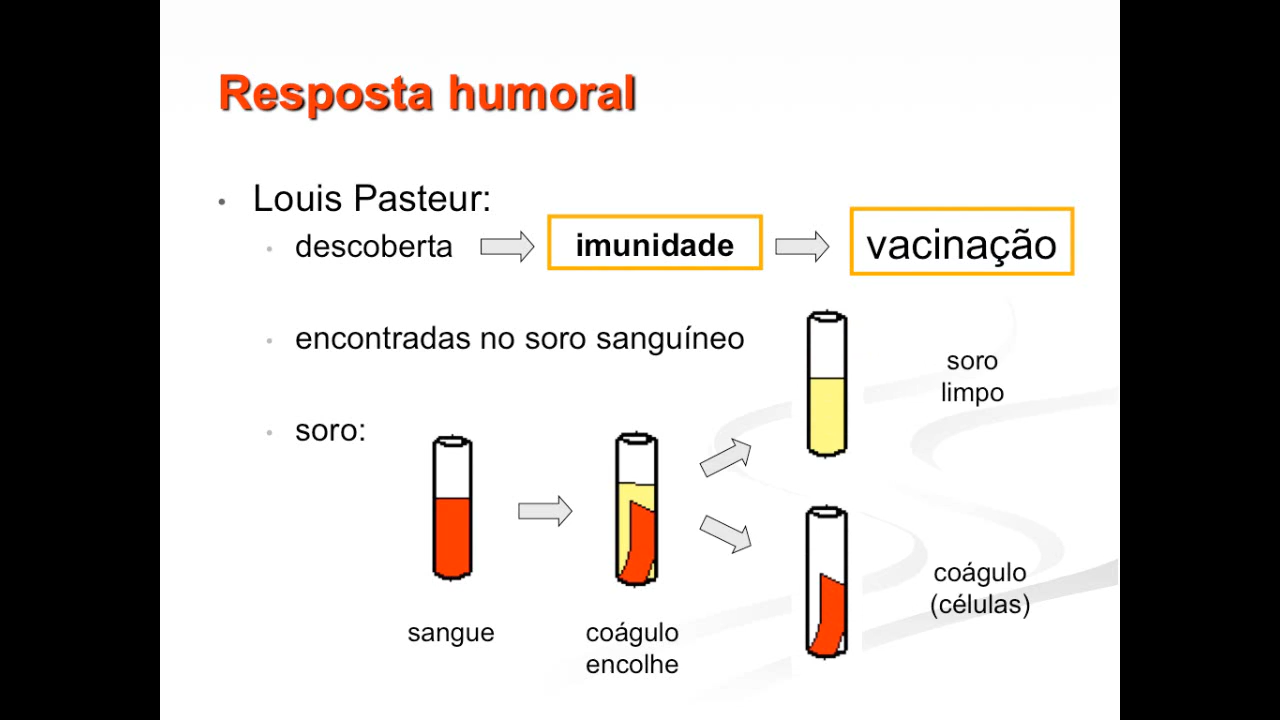 Resposta humoral
• Louis Pasteur:
• descoberta imunidade vacinação
• encontradas no soro sanguíneo
soro
limpo
• soro:
coágulo
(células)
sangue
coágulo
encolhe